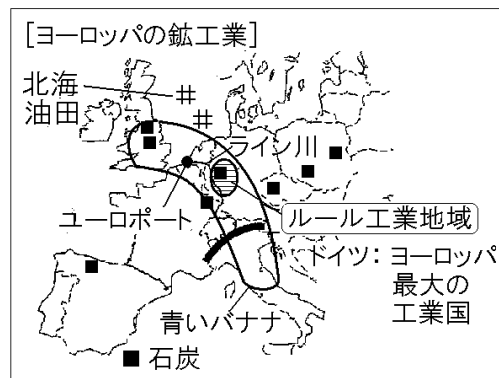 [ヨーロッパの鉱工業]
北海
油田
ライン川
ユーロポート
ルール工業地域
ドイツ：ヨーロッパ
最大の
工業国
青いバナナ
■石炭